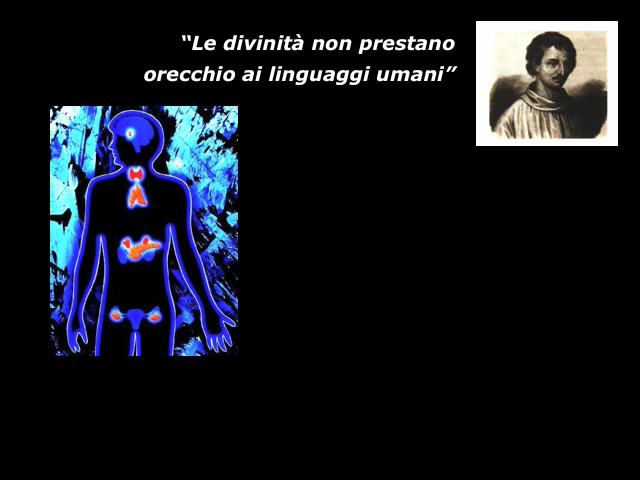 “Le divinità non prestano
orecchio ai linguaggi umani”